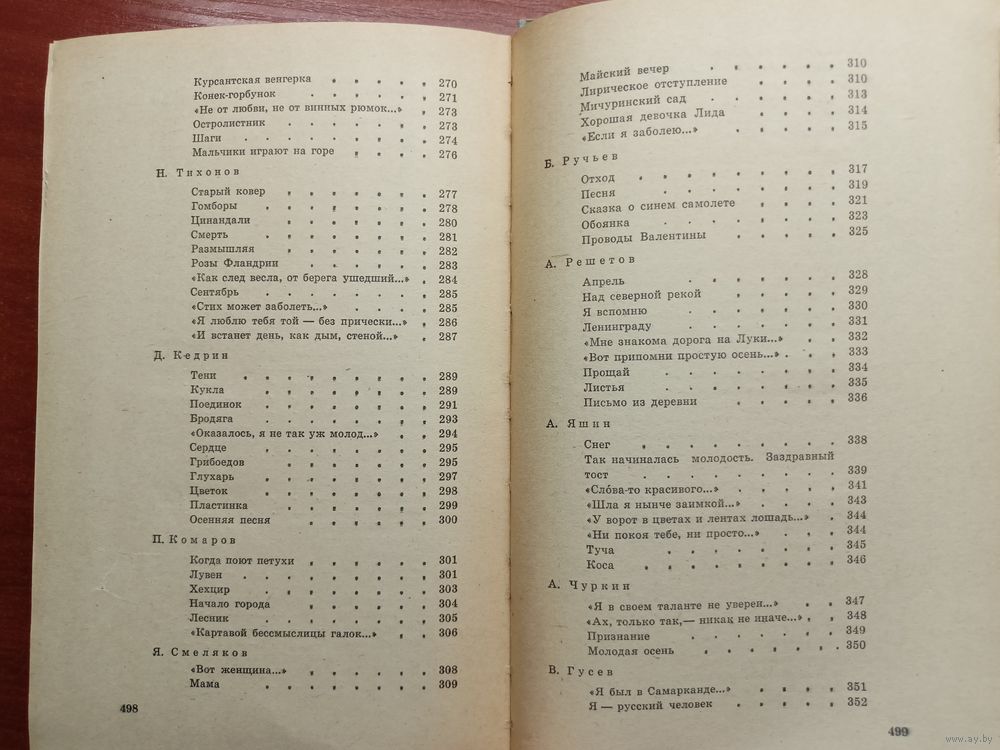 Курсантская венгерка . . . . . . 270
Конек-горбунок . . . . . . 271
«Не от любви, не от винных рюмок...» . . . 273
Остролистник . . . . . . . 273
Шаги . . . . . . . . 274
Мальчики играют на горе . . . . . 276
Н. Тихонов
Старый ковер . . . . . . . 277
Гомборы . . . . . . . . 278
Цинандали . . . . . . . 280
Смерть . . . . . . . . 281
Размышляя . . . . . . . 282
Розы Фландрии . . . . . . 283
«Как след весла, от берега ушедший...» . 284
Сентябрь . . . . . . . . 285
«Стих может заболеть...» . . . . . 285
«Я люблю тебя той — без прически...» . . 286
«И встанет день, как дым, стеной...» . . 287
Д. Кедрин
Тени . . . . . . . . . 289
Кукла . . . . . . . . 289
Поединок . . . . . . . . 291
Бродяга . . . . . . . . 293
«Оказалось, я не так уж молод...» . . 294
Сердце . . . . . . . . 295
Грибоедов . . . . . . . 295
Глухарь . . . . . . . . 297
Цветок . . . . . . . . 298
Пластинка . . . . . . . 299
Осенняя песня . . . . . . 300
П. Комаров
Когда поют петухи . . . . . . 301
Лувен . . . . . . . . . 301
Хехцир . . . . . . . . 303
Начало города . . . . . . 304
Лесник . . . . . . . . 305
«Картавой бессмыслицы галок...» . . 306
Я. Смеляков
«Вот женщина...» . . . . . . 308
Мама . . . . . . . . 309
498
Майский вечер . . . . . . 310
Лирическое отступление . . . . 310
Мичуринский сад . . . . . . 313
Хорошая девочка Лида . . . . 314
«Если я заболею...» . . . . . 315
Б. Ручьев
Отход . . . . . . . . . 317
Песня . . . . . . . . 319
Сказка о синем самолете . . . . 321
Обоянка . . . . . . . . 323
Проводы Валентины . . . . . 325
А. Решетов
Апрель . . . . . . . . 328
Над северной рекой . . . . . 329
Я вспомню . . . . . . . 330
Ленинграду . . . . . . . 331
«Мне знакома дорога на Луки...» . . . 332
«Вот припомни простую осень...» . . . 333
Прощай . . . . . . . . 334
Листья . . . . . . . . 335
Письмо из деревни . . . . . 336
А. Яшин
Снег . . . . . . . . . 338
Так начиналась молодость. Заздравный
тост . . . . . . . . . 339
«Сло́ва-то красивого...» . . . . . 341
«Шла я нынче заимкой...» . . . . 343
«У ворот в цветах и лентах лошадь...» . 344
«Ни покоя тебе, ни просто...» . . . 344
Туча . . . . . . . . 345
Коса . . . . . . . . . 346
А. Чуркин
«Я в своем таланте не уверен...» . . 347
«Ах, только так,— никак не иначе...» . . 348
Признание . . . . . . . 349
Молодая осень . . . . . . . 350
В. Гусев
«Я был в Самарканде...» . . . . 351
Я — русский человек . . . . . 352
499
www.ay.by